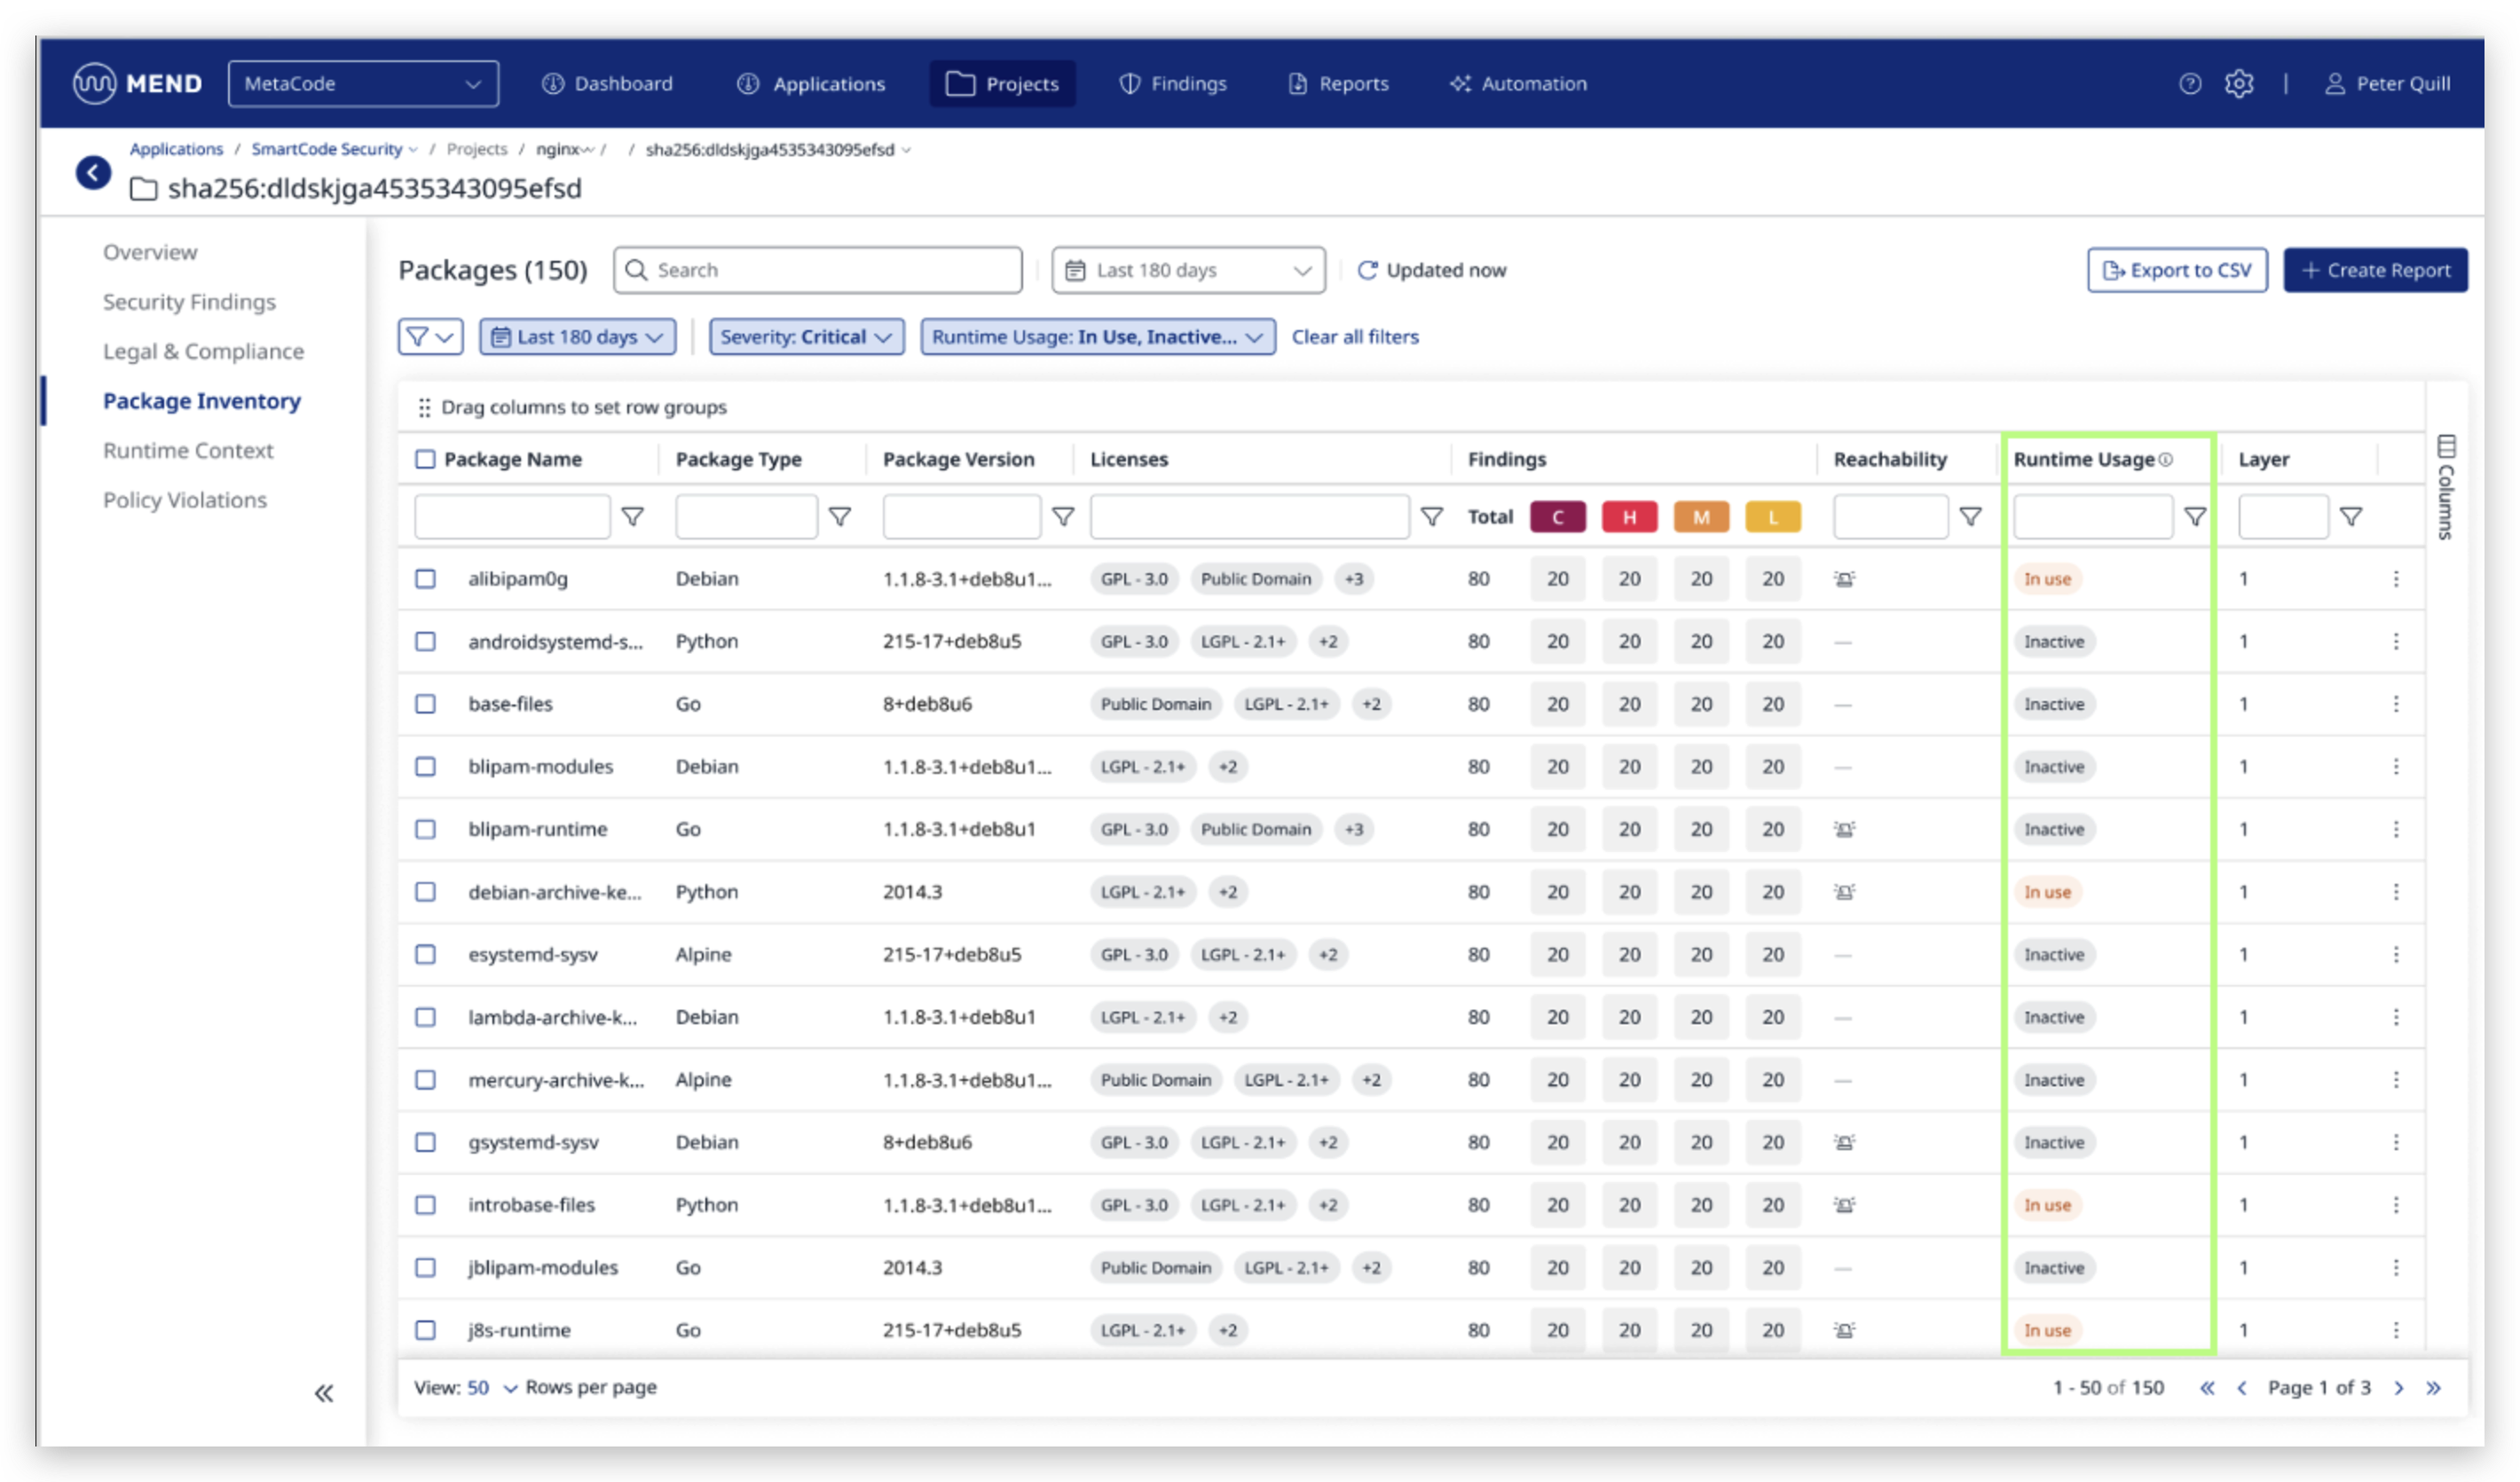 MEND MetaCode Dashboard Applications Projects Findings Reports Automation Peter Quill
Applications / SmartCode Security / Projects / nginx / / sha256:dldskjga4535343095efsd
sha256:dldskjga4535343095efsd
Overview
Security Findings
Legal & Compliance
Package Inventory
Runtime Context
Policy Violations
Packages (150) Search Last 180 days Updated now Export to CSV + Create Report
Last 180 days Severity: Critical Runtime Usage: In Use, Inactive... Clear all filters
Drag columns to set row groups
Columns
Package Name Package Type Package Version Licenses Findings Reachability Runtime Usage Layer
Total C H M L
alibipam0g Debian 1.1.8-3.1+deb8u1... GPL - 3.0 Public Domain +3 80 20 20 20 20 In use 1
androidsystemd-s... Python 215-17+deb8u5 GPL - 3.0 LGPL - 2.1+ +2 80 20 20 20 20 — Inactive 1
base-files Go 8+deb8u6 Public Domain LGPL - 2.1+ +2 80 20 20 20 20 — Inactive 1
blipam-modules Debian 1.1.8-3.1+deb8u1... LGPL - 2.1+ +2 80 20 20 20 20 — Inactive 1
blipam-runtime Go 1.1.8-3.1+deb8u1 GPL - 3.0 Public Domain +3 80 20 20 20 20 Inactive 1
debian-archive-ke... Python 2014.3 LGPL - 2.1+ +2 80 20 20 20 20 In use 1
esystemd-sysv Alpine 215-17+deb8u5 GPL - 3.0 LGPL - 2.1+ +2 80 20 20 20 20 — Inactive 1
lambda-archive-k... Debian 1.1.8-3.1+deb8u1 LGPL - 2.1+ +2 80 20 20 20 20 — Inactive 1
mercury-archive-k... Alpine 1.1.8-3.1+deb8u1... Public Domain LGPL - 2.1+ +2 80 20 20 20 20 — Inactive 1
gsystemd-sysv Debian 8+deb8u6 GPL - 3.0 LGPL - 2.1+ +2 80 20 20 20 20 Inactive 1
introbase-files Python 1.1.8-3.1+deb8u1... GPL - 3.0 LGPL - 2.1+ +2 80 20 20 20 20 In use 1
jblipam-modules Go 2014.3 Public Domain LGPL - 2.1+ +2 80 20 20 20 20 — Inactive 1
j8s-runtime Go 215-17+deb8u5 LGPL - 2.1+ +2 80 20 20 20 20 In use 1
View: 50 Rows per page 1 - 50 of 150 Page 1 of 3